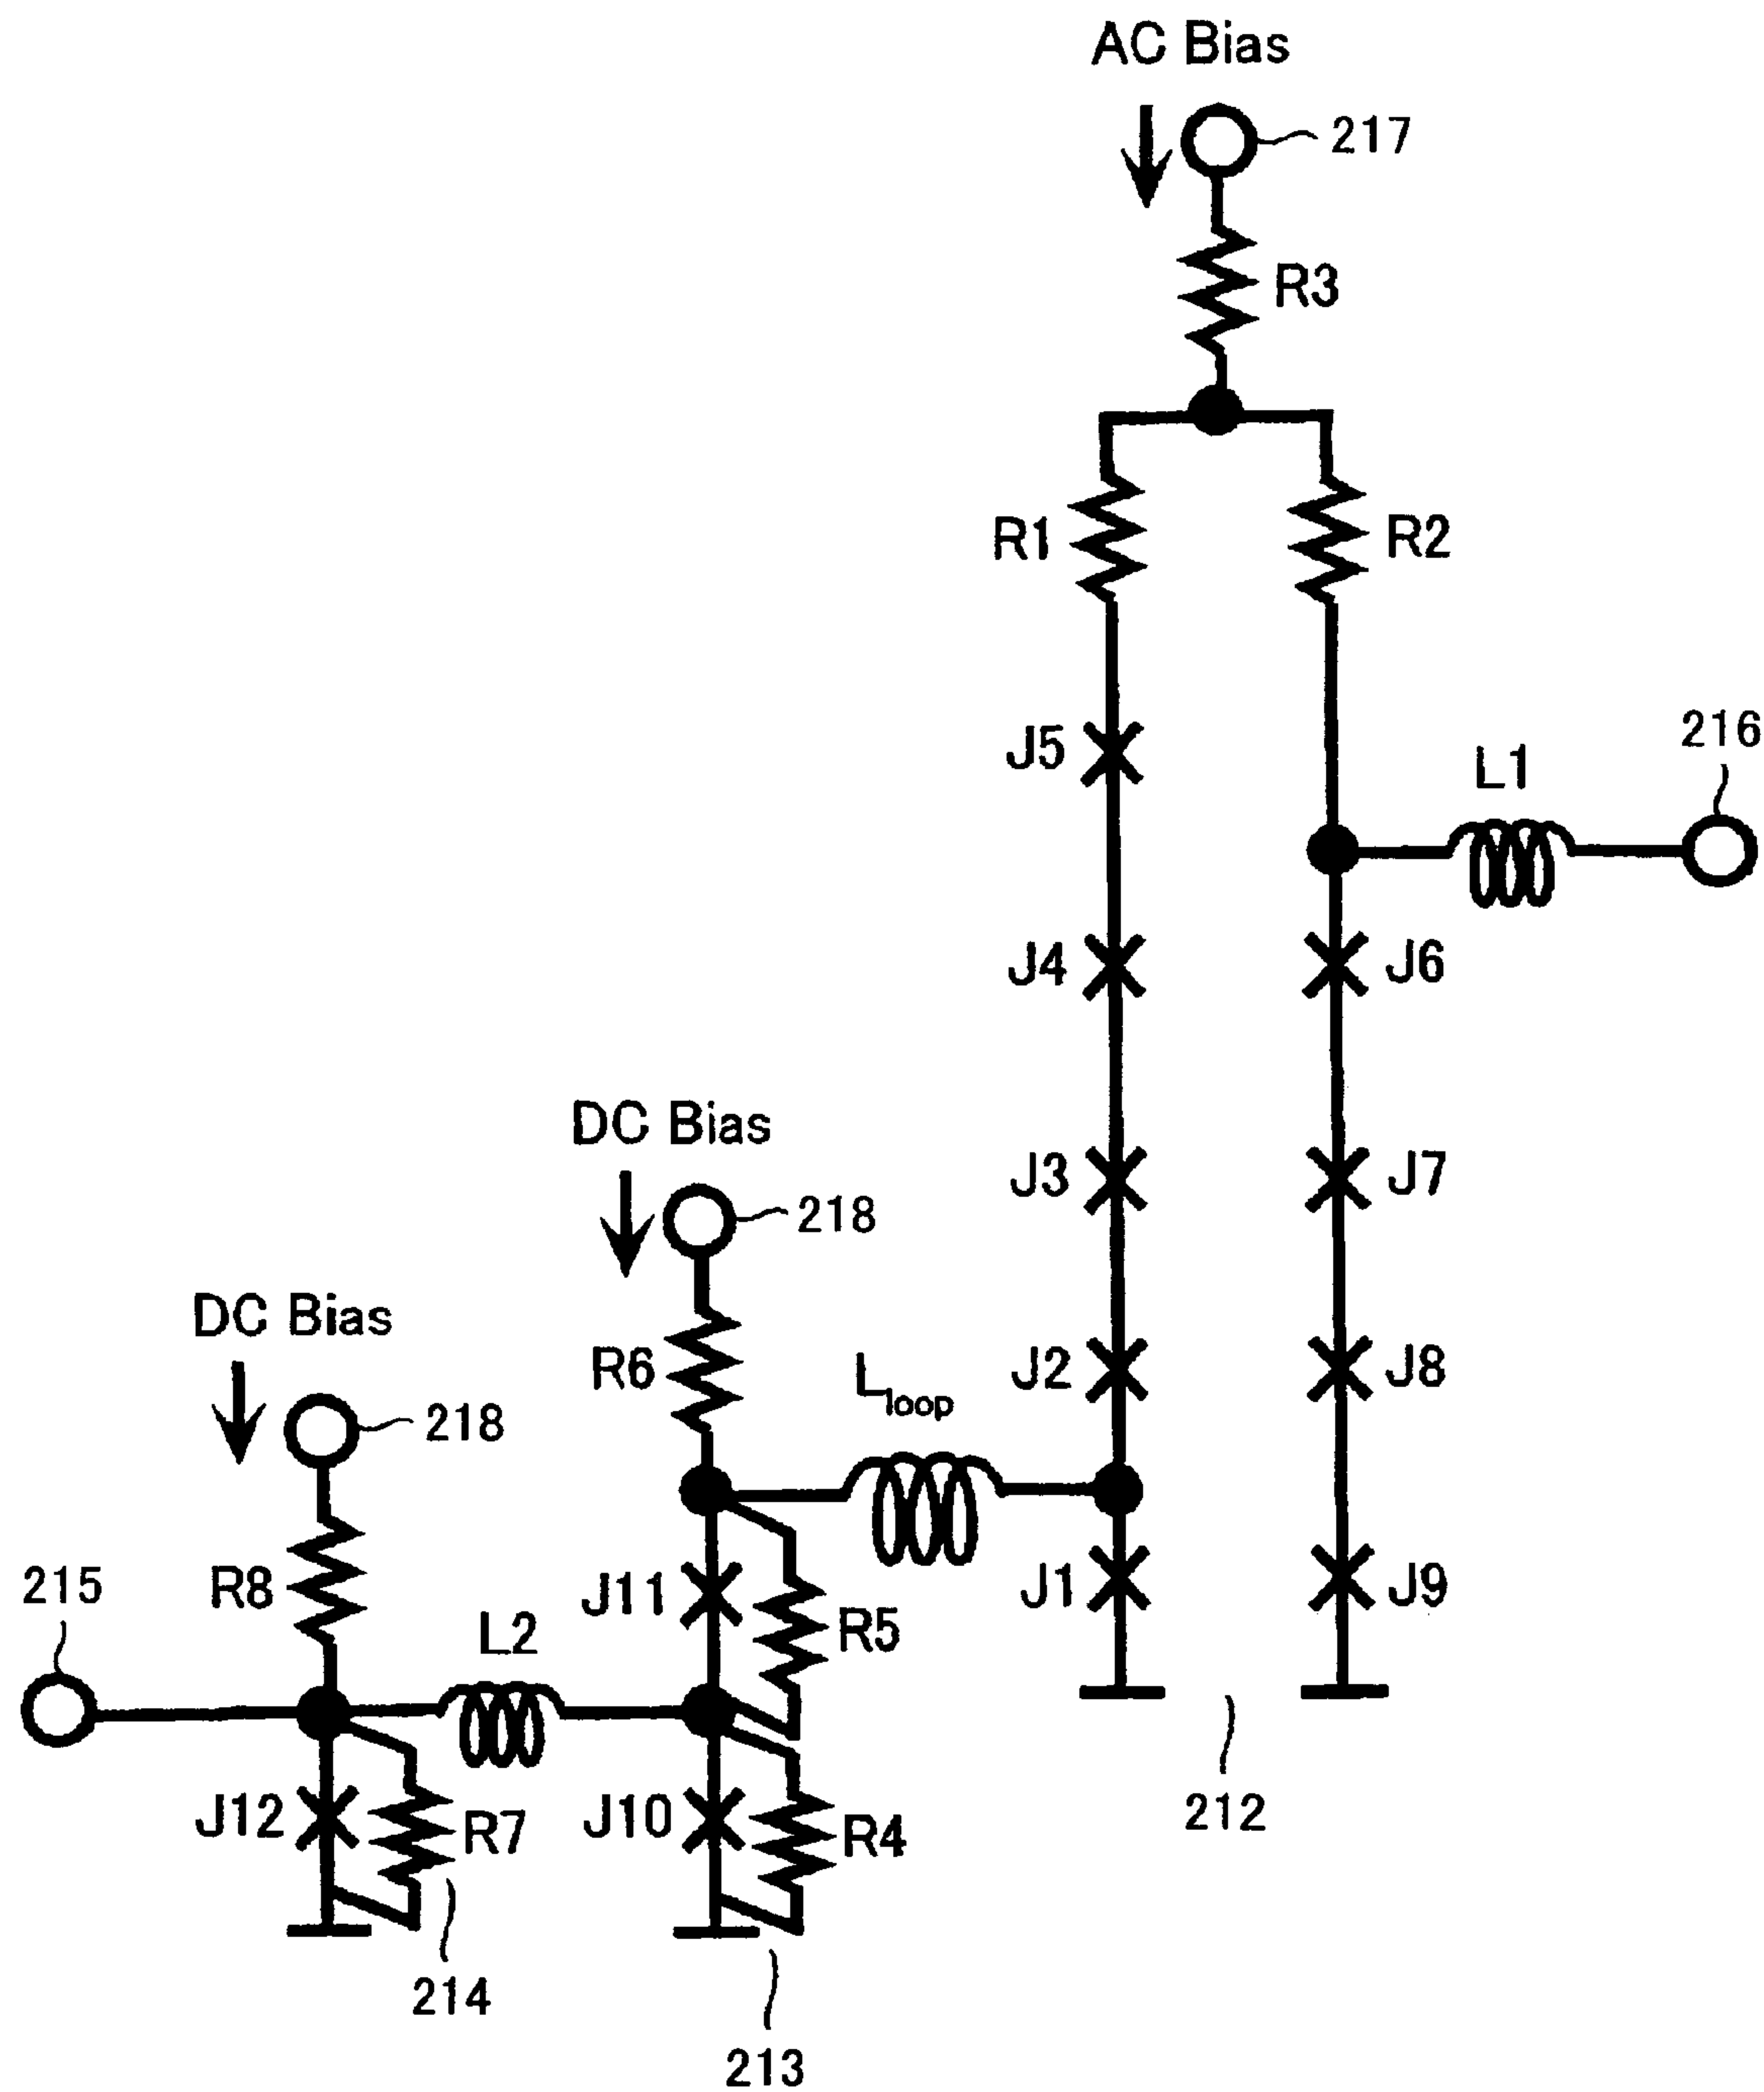 AC Bias
217
R3
R1
R2
J5
216
L1
J4
J6
DC Bias
J3
J7
218
DC Bias
R6
Lloop
J2
J8
218
215
R8
J11
R5
J1
J9
L2
J12
R7
J10
R4
212
214
213